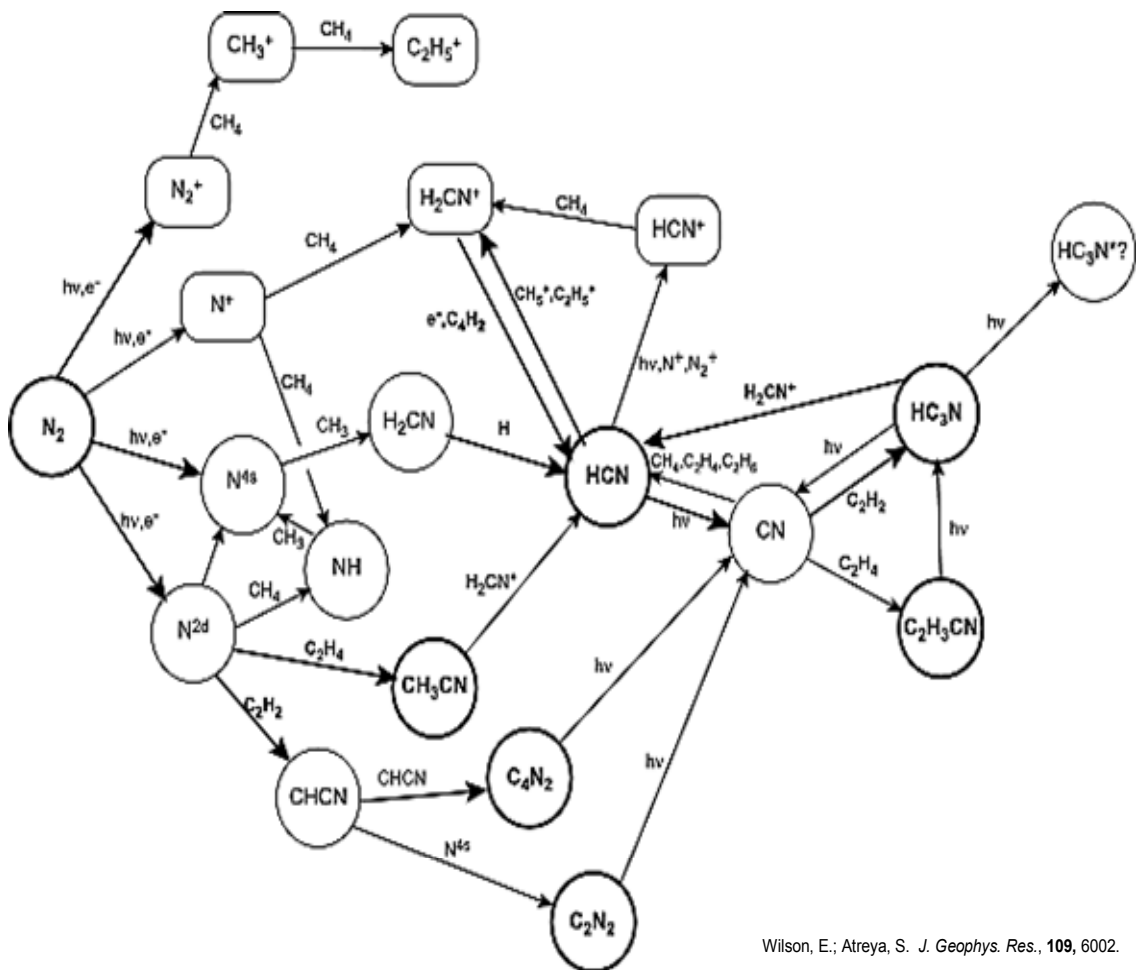 CH₃⁺
CH₄
C₂H₅⁺
CH₄
N₂⁺
H₂CN⁺
CH₄
HCN⁺
HC₃N*?
hν,e⁻
CH₄
N⁺
CH₅⁺,C₂H₅⁺
e⁻,C₄H₂
hν
hν,e⁻
hν,N⁺,N₂⁺
CH₄
H₂CN⁺
HC₃N
N₂
H₂CN
H
hν,e⁻
CH₃
hν
CH₄,C₂H₄,C₂H₆
N⁴ˢ
HCN
C₂H₂
hν,e⁻
hν
CN
hν
CH₃
NH
C₂H₄
CH₄
H₂CN⁺
N²ᵈ
C₂H₃CN
C₂H₄
hν
CH₃CN
C₂H₂
hν
CHCN
C₄N₂
CHCN
N⁴ˢ
C₂N₂
Wilson, E.; Atreya, S. J. Geophys. Res., 109, 6002.